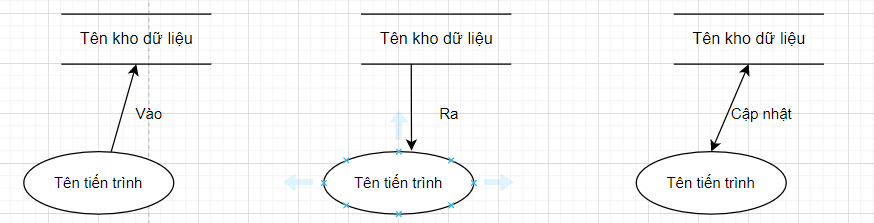 Tên kho dữ liệu
Tên kho dữ liệu
Tên kho dữ liệu
Vào
Ra
Cập nhật
Tên tiến trình
Tên tiến trình
Tên tiến trình